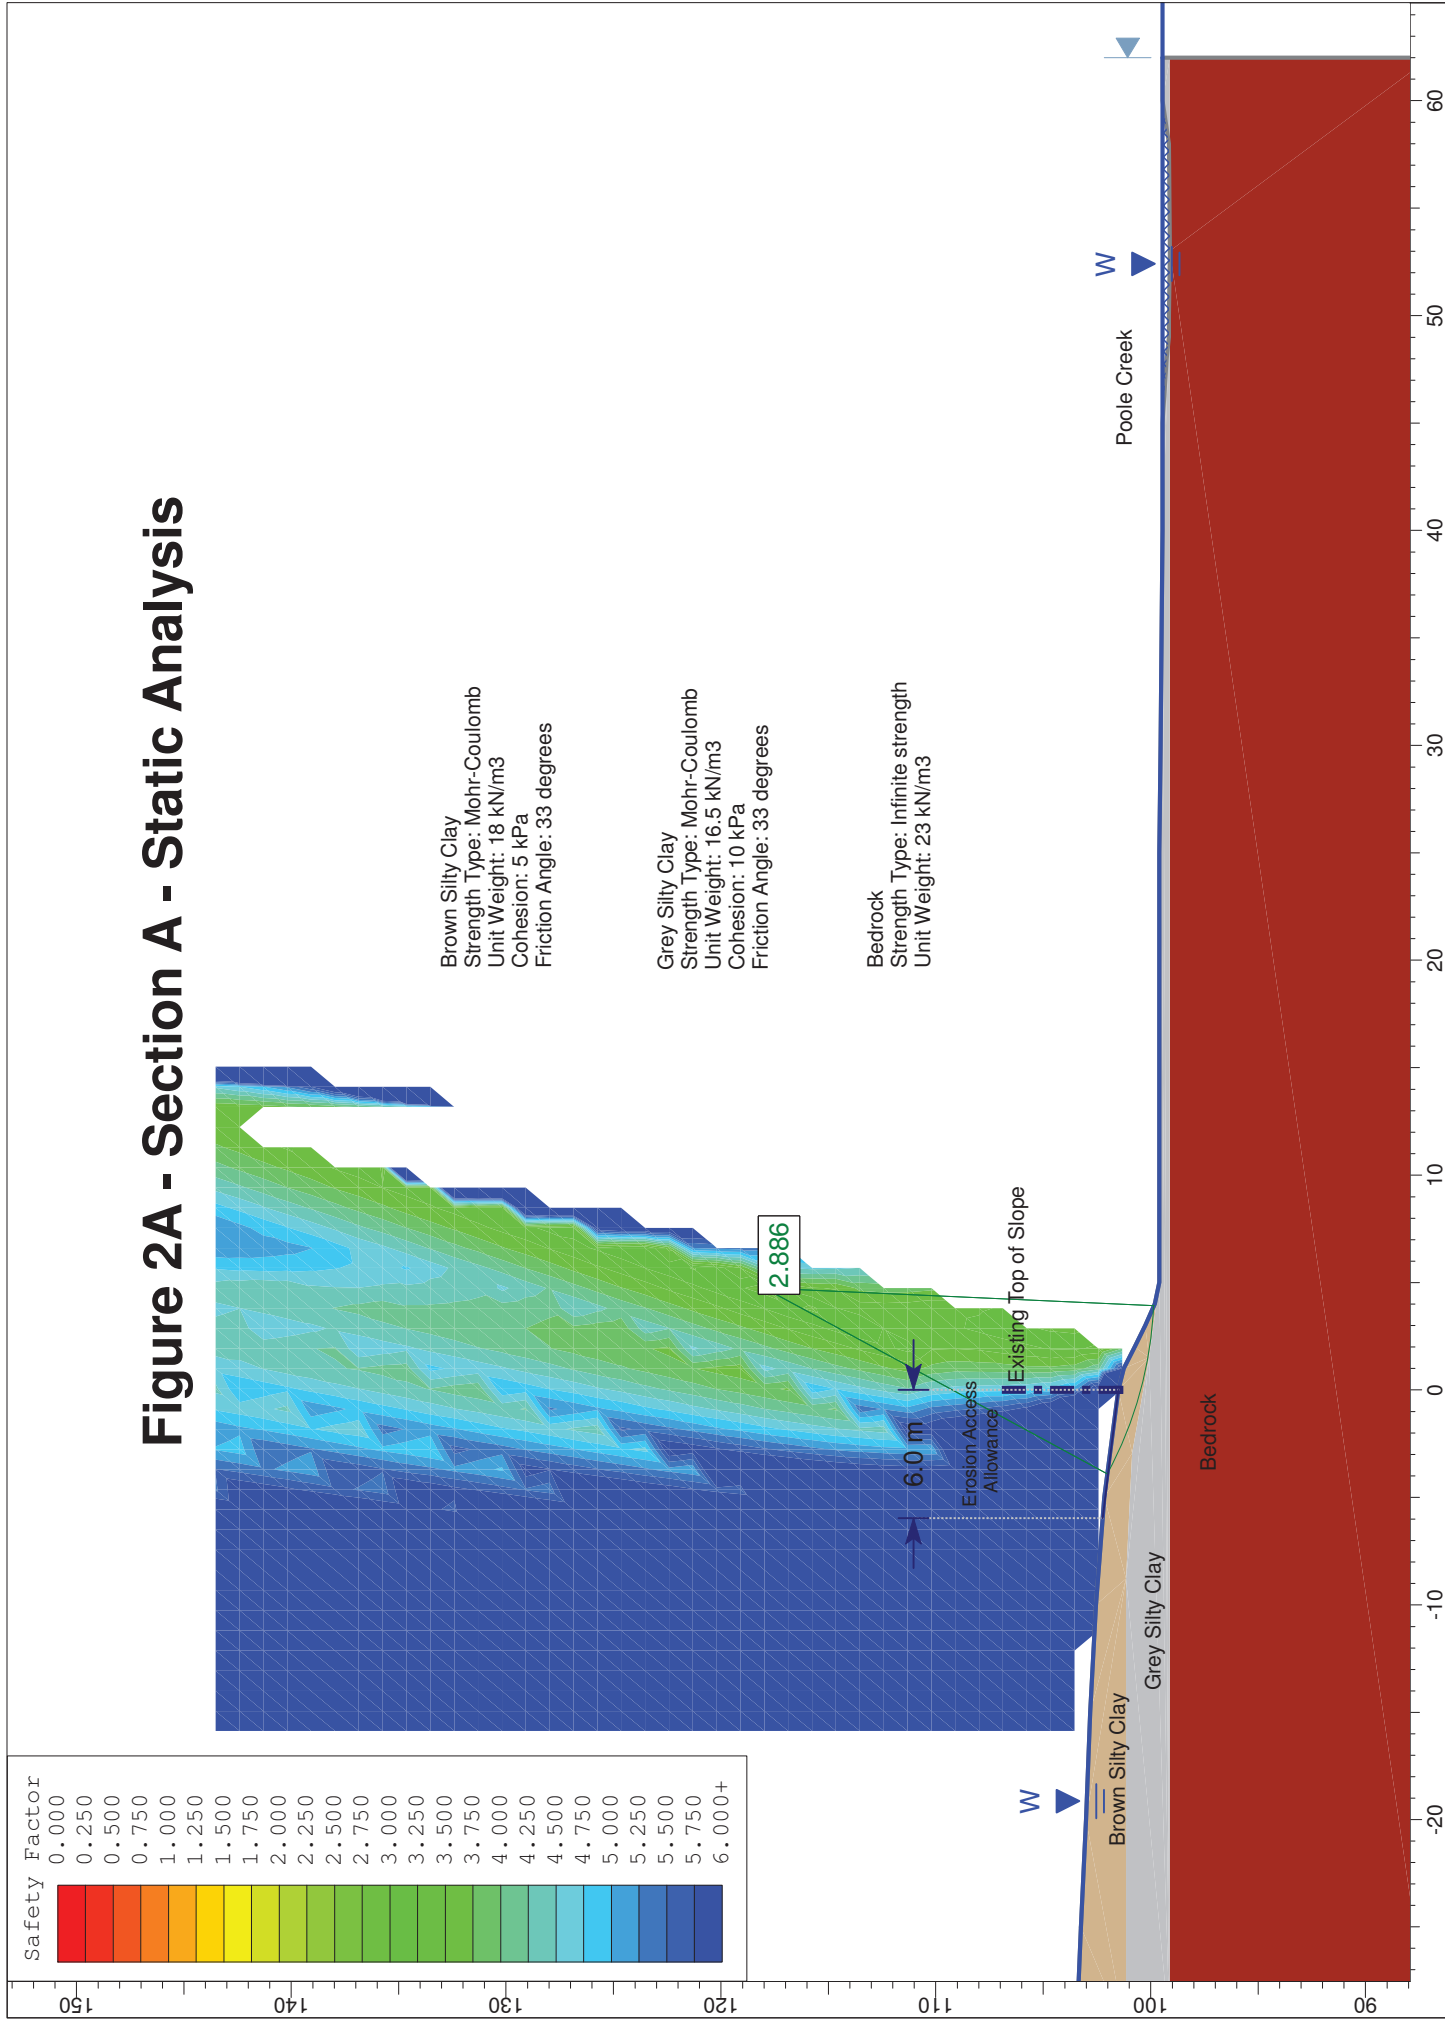 Figure 2A - Section A - Static Analysis
Safety Factor
0.000
0.250
0.500
0.750
1.000
1.250
1.500
1.750
2.000
2.250
2.500
2.750
3.000
3.250
3.500
3.750
4.000
4.250
4.500
4.750
5.000
5.250
5.500
5.750
6.000+
Brown Silty Clay
Strength Type: Mohr-Coulomb
Unit Weight: 18 kN/m3
Cohesion: 5 kPa
Friction Angle: 33 degrees
Grey Silty Clay
Strength Type: Mohr-Coulomb
Unit Weight: 16.5 kN/m3
Cohesion: 10 kPa
Friction Angle: 33 degrees
Bedrock
Strength Type: Infinite strength
Unit Weight: 23 kN/m3
2.886
6.0 m
Erosion Access
Allowance
Existing Top of Slope
W
Brown Silty Clay
Grey Silty Clay
Bedrock
Poole Creek
W
150
140
130
120
110
100
90
-20
-10
0
10
20
30
40
50
60